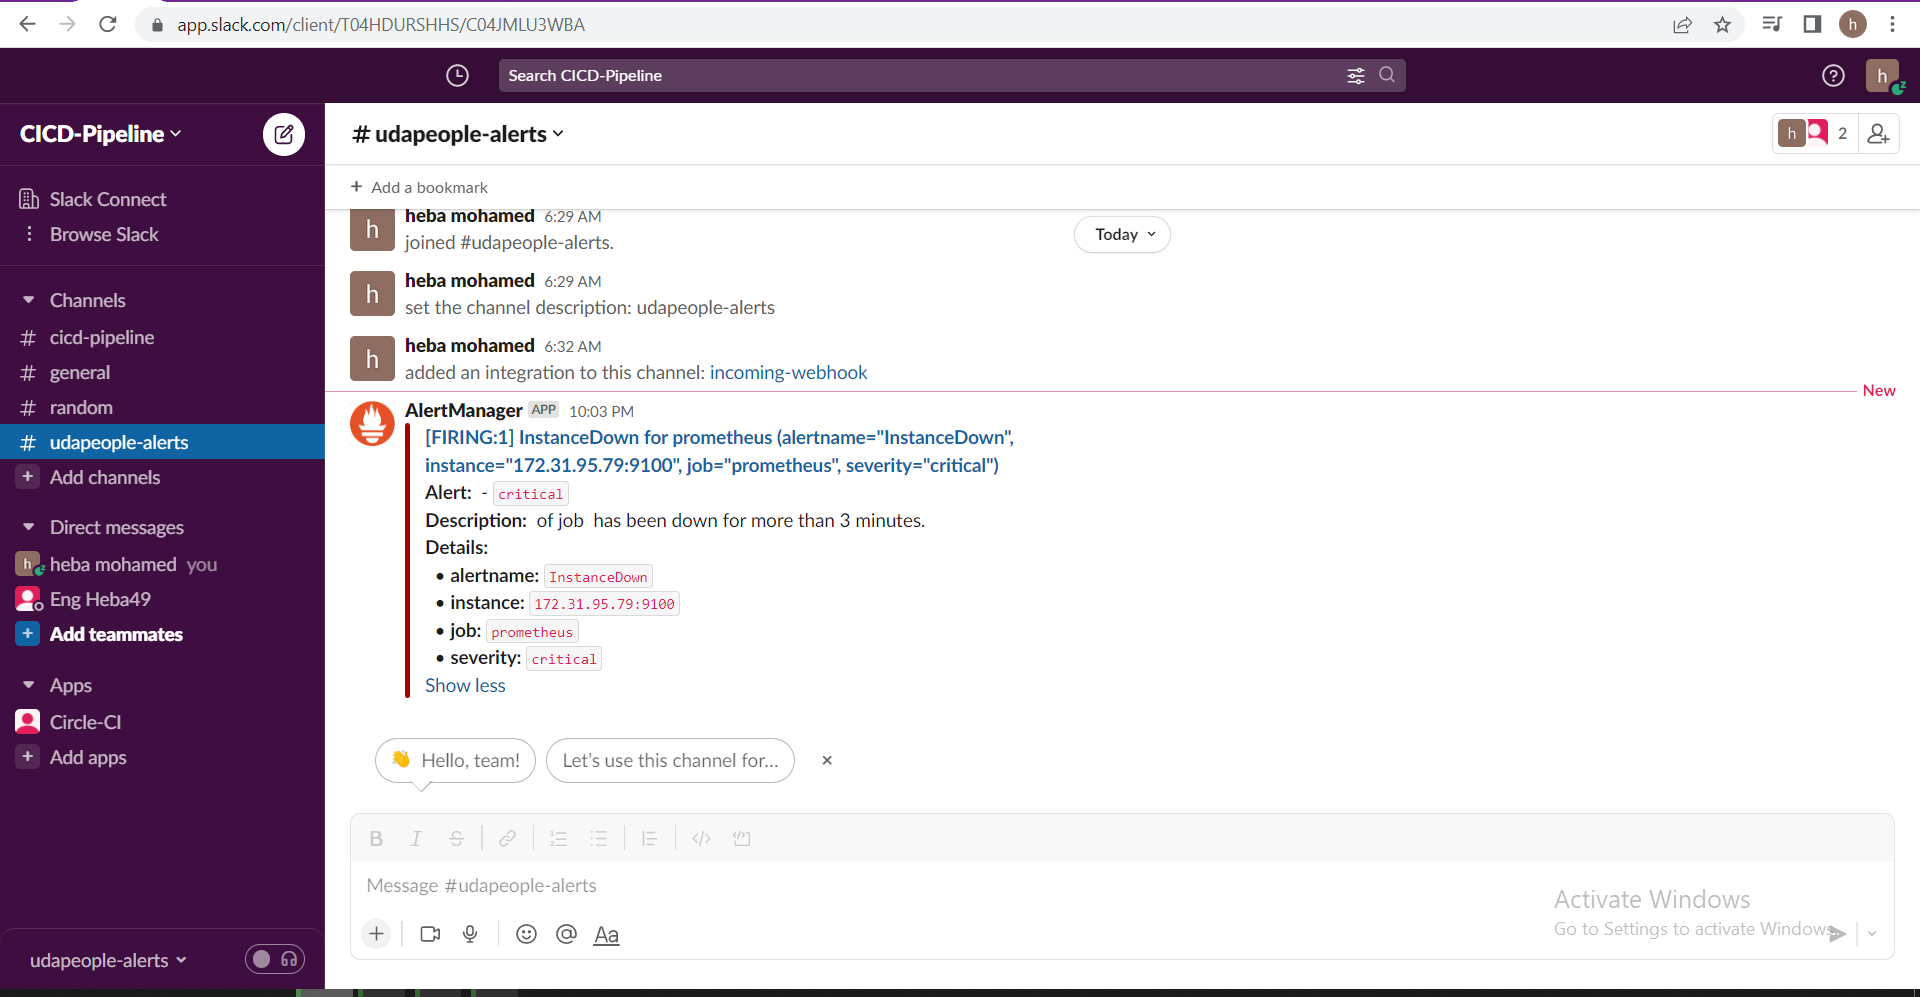 app.slack.com/client/T04HDURSHHS/C04JMLU3WBA
h
Search CICD-Pipeline
h
CICD-Pipeline
# udapeople-alerts
h
2
+ Add a bookmark
Slack Connect
Browse Slack
Channels
# cicd-pipeline
# general
# random
# udapeople-alerts
+ Add channels
Direct messages
h heba mohamed you
Eng Heba49
+ Add teammates
Apps
Circle-CI
+ Add apps
udapeople-alerts
Today
h
heba mohamed 6:29 AM
joined #udapeople-alerts.
h
heba mohamed 6:29 AM
set the channel description: udapeople-alerts
h
heba mohamed 6:32 AM
added an integration to this channel: incoming-webhook
New
AlertManager APP 10:03 PM
[FIRING:1] InstanceDown for prometheus (alertname="InstanceDown",
instance="172.31.95.79:9100", job="prometheus", severity="critical")
Alert: - critical
Description: of job has been down for more than 3 minutes.
Details:
• alertname: InstanceDown
• instance: 172.31.95.79:9100
• job: prometheus
• severity: critical
Show less
👋 Hello, team!
Let's use this channel for...
Message #udapeople-alerts
Aa
Activate Windows
Go to Settings to activate Windows.